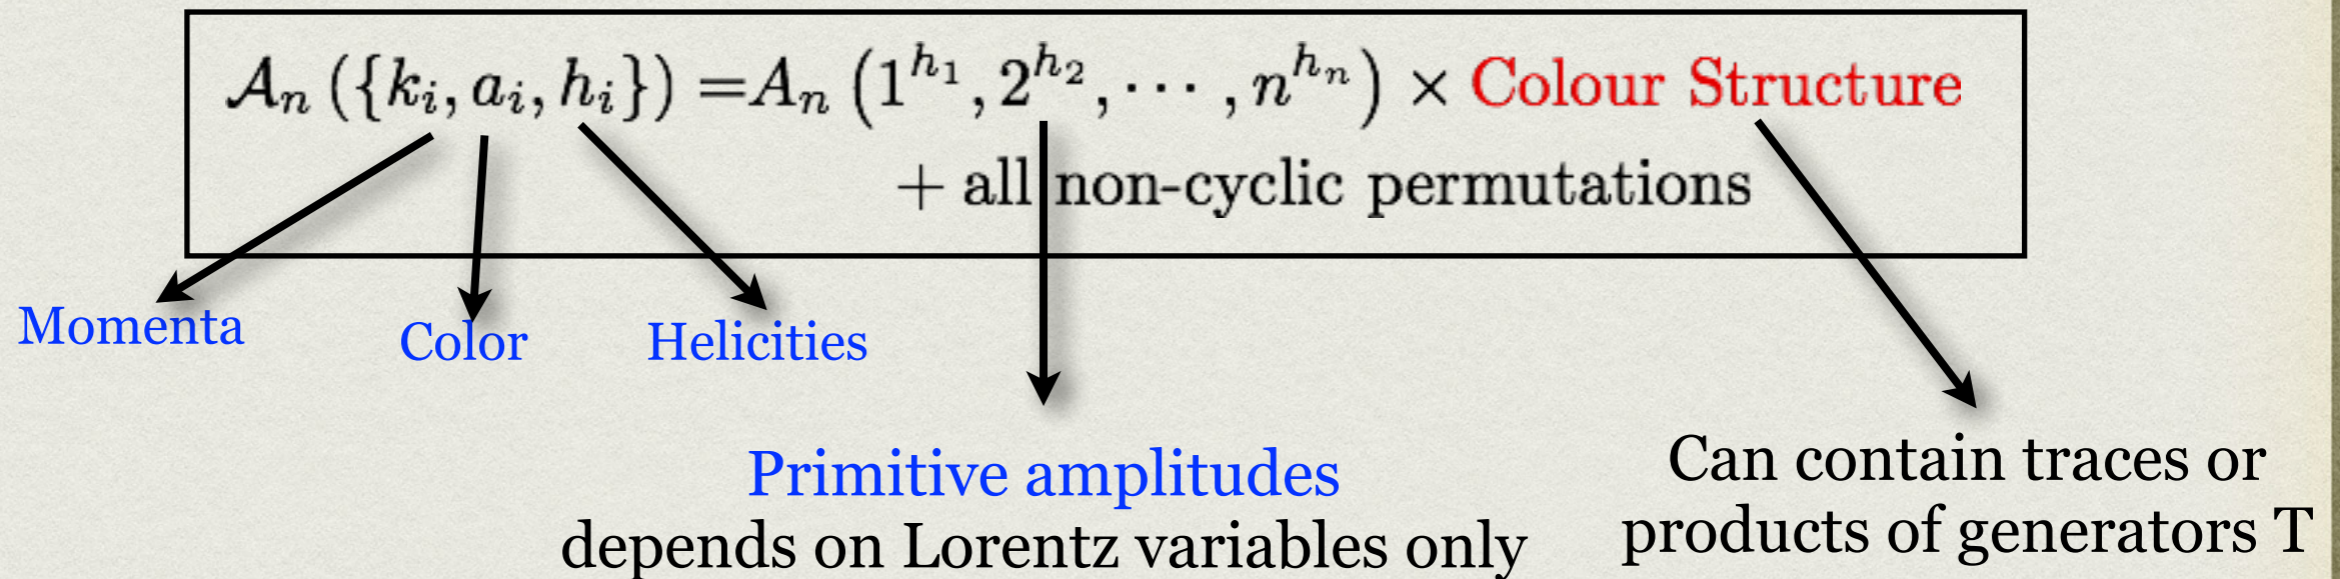 𝒜ₙ ({kᵢ, aᵢ, hᵢ}) =Aₙ (1^{h₁}, 2^{h₂}, ⋯ , n^{hₙ}) × Colour Structure
+ all non-cyclic permutations
Momenta Color Helicities
Primitive amplitudes
depends on Lorentz variables only
Can contain traces or
products of generators T